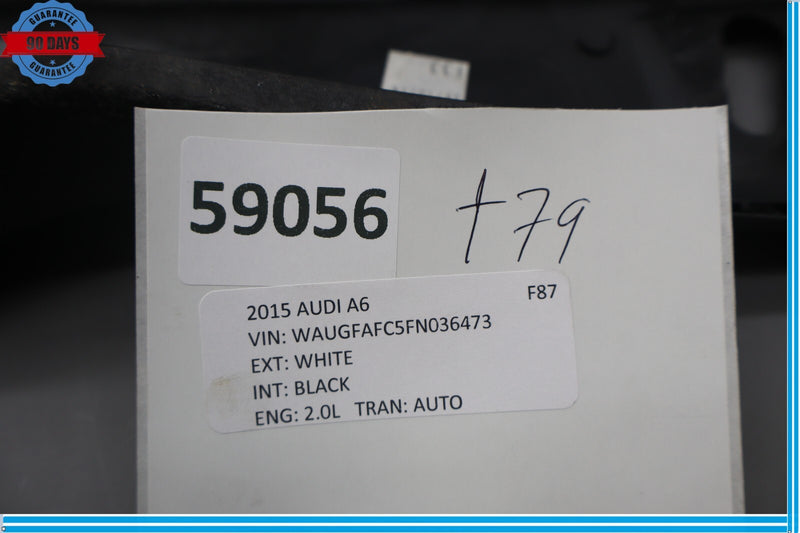 GUARANTEE
90 DAYS
GUARANTEE
59056
t79
2015 AUDI A6 F87
VIN: WAUGFAFC5FN036473
EXT: WHITE
INT: BLACK
ENG: 2.0L TRAN: AUTO